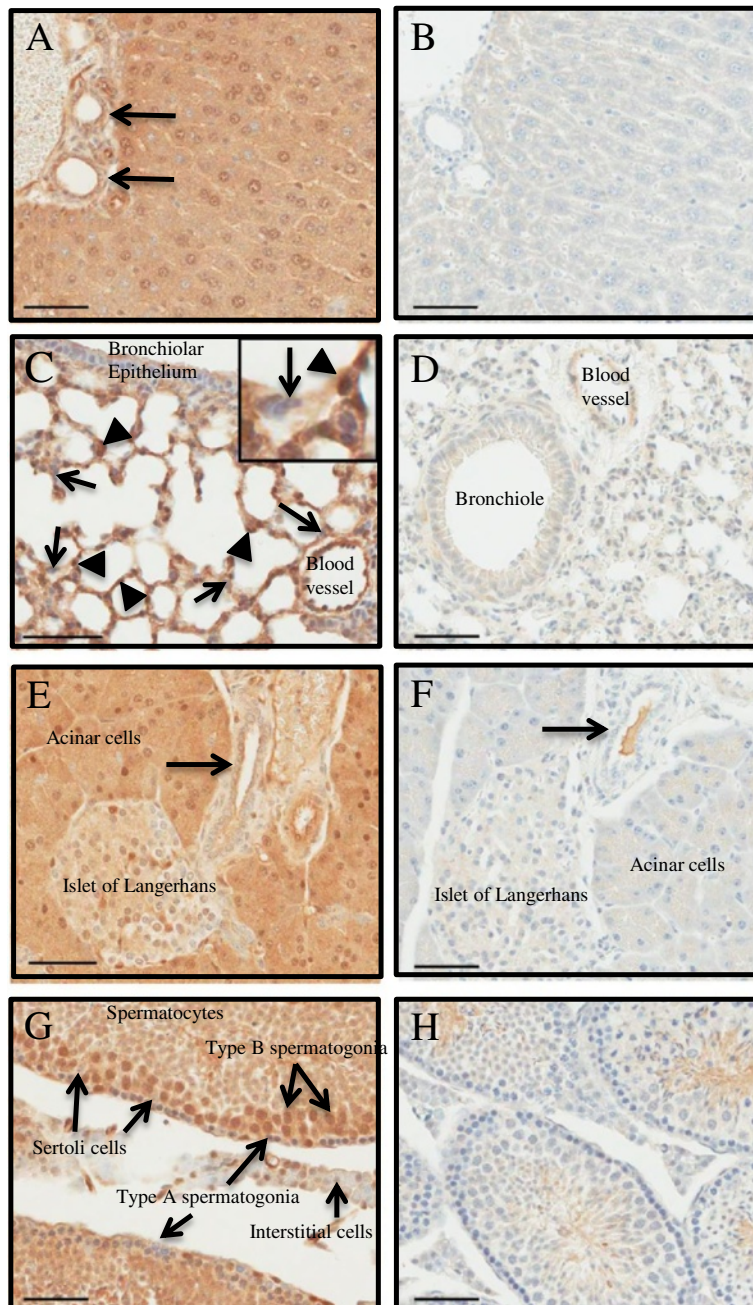 A
B
C
Bronchiolar
Epithelium
Blood
vessel
D
Blood
vessel
Bronchiole
E
Acinar cells
Islet of Langerhans
F
Acinar cells
Islet of Langerhans
G
Spermatocytes
Type B spermatogonia
Sertoli cells
Type A spermatogonia
Interstitial cells
H